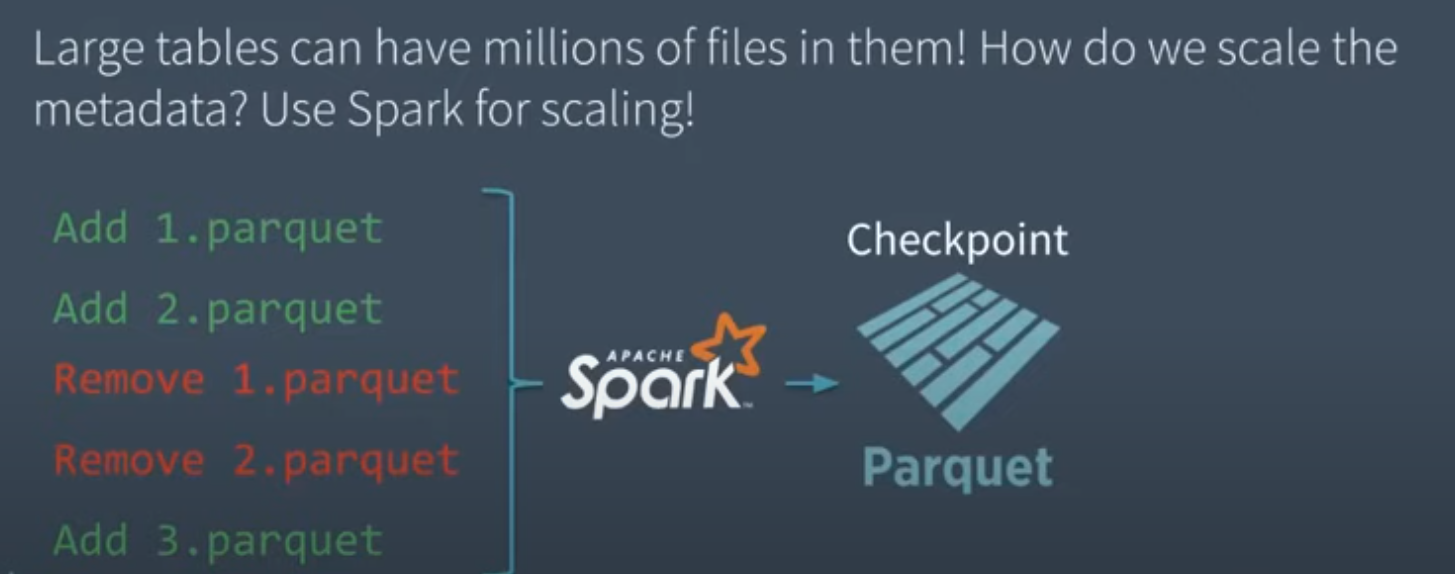 Large tables can have millions of files in them! How do we scale the
metadata? Use Spark for scaling!
Add 1.parquet
Add 2.parquet
Remove 1.parquet
Remove 2.parquet
Add 3.parquet
APACHE
Spark™
Checkpoint
Parquet